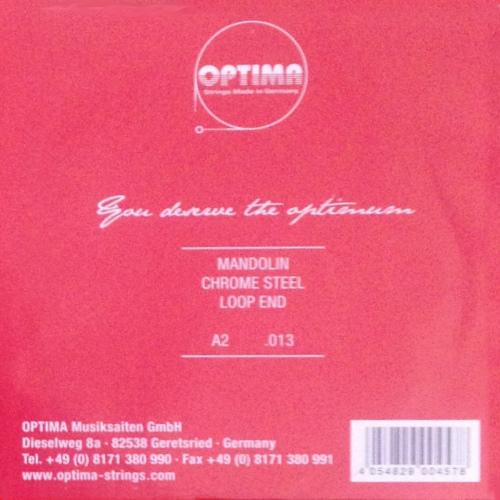 OPTIMA
Strings Made in Germany
You deserve the optimum
MANDOLIN
CHROME STEEL
LOOP END
A2 .013
OPTIMA Musiksaiten GmbH
Dieselweg 8a · 82538 Geretsried · Germany
Tel. +49 (0) 8171 380 990 · Fax +49 (0) 8171 380 991
www.optima-strings.com
4 054829 004578